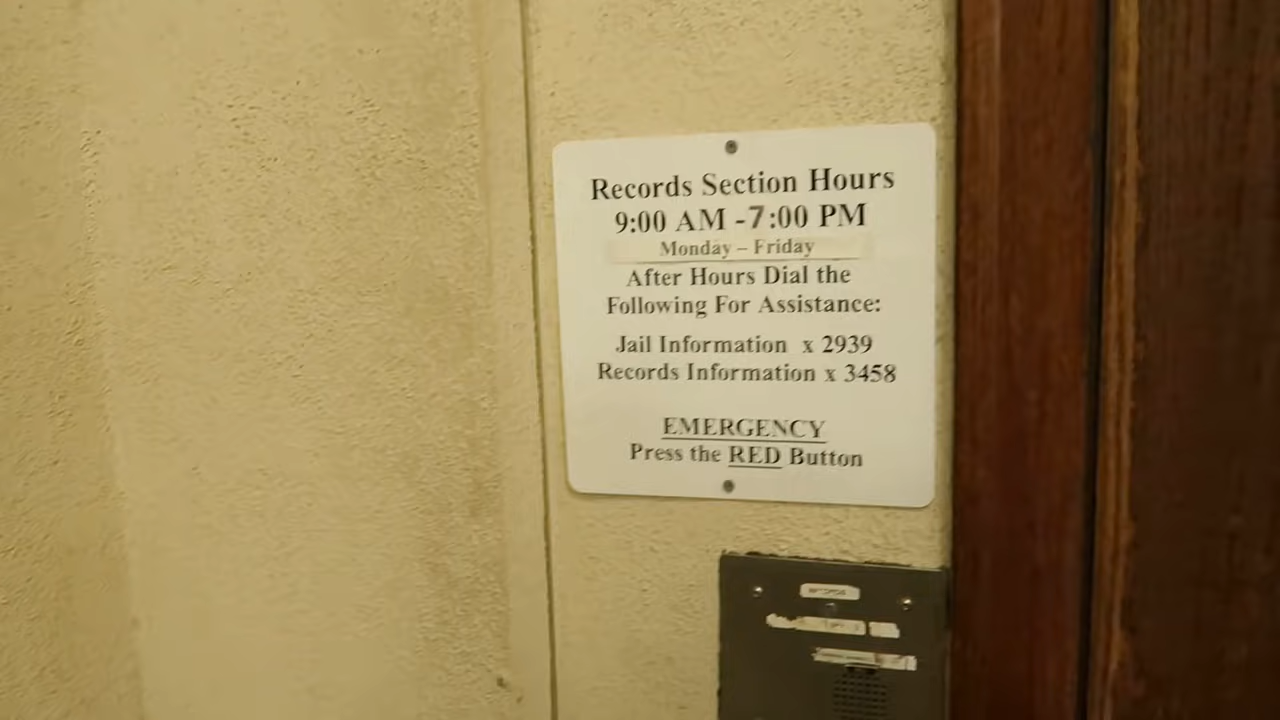 Records Section Hours
9:00 AM -7:00 PM
Monday – Friday
After Hours Dial the
Following For Assistance:
Jail Information x 2939
Records Information x 3458
EMERGENCY
Press the RED Button